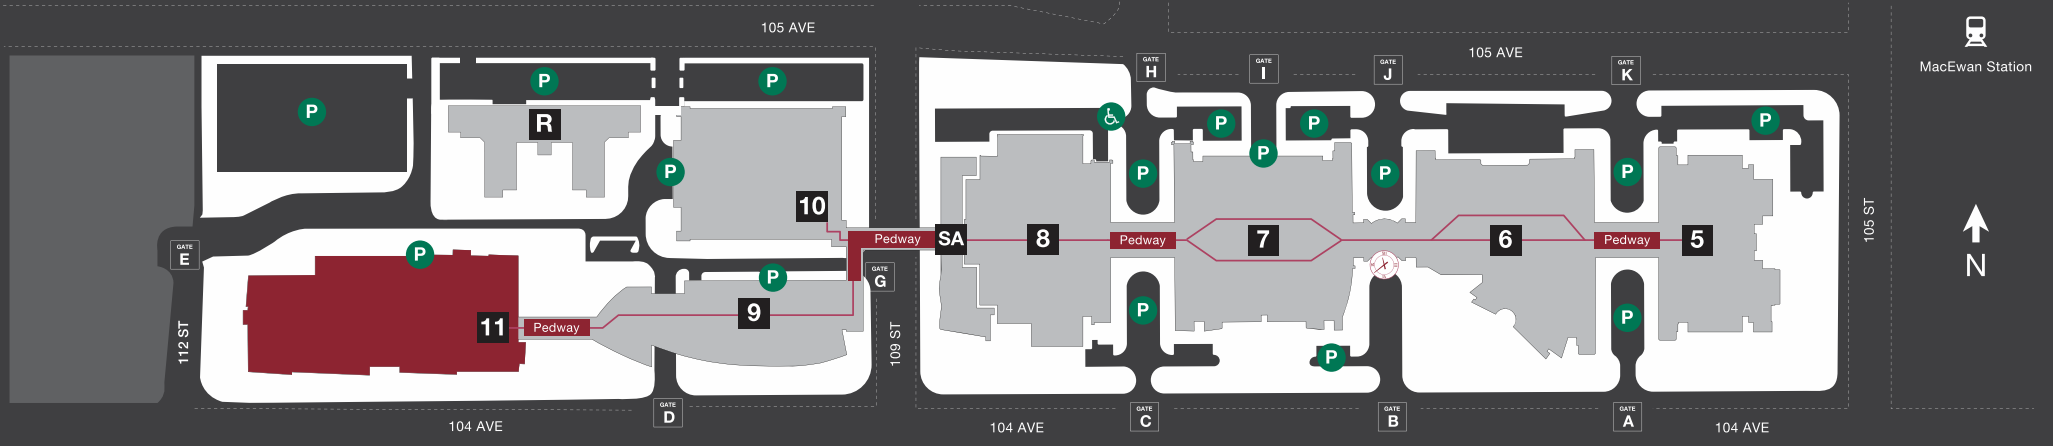 105 AVE
105 AVE
MacEwan Station
GATE
H
GATE
I
GATE
J
GATE
K
P
P
P
P
P
P
P
R
P
P
P
P
10
105 ST
Pedway
SA
8
Pedway
7
6
Pedway
5
GATE
E
P
GATE
G
P
N
9
P
P
11
Pedway
112 ST
109 ST
P
GATE
D
GATE
C
GATE
B
GATE
A
104 AVE
104 AVE
104 AVE